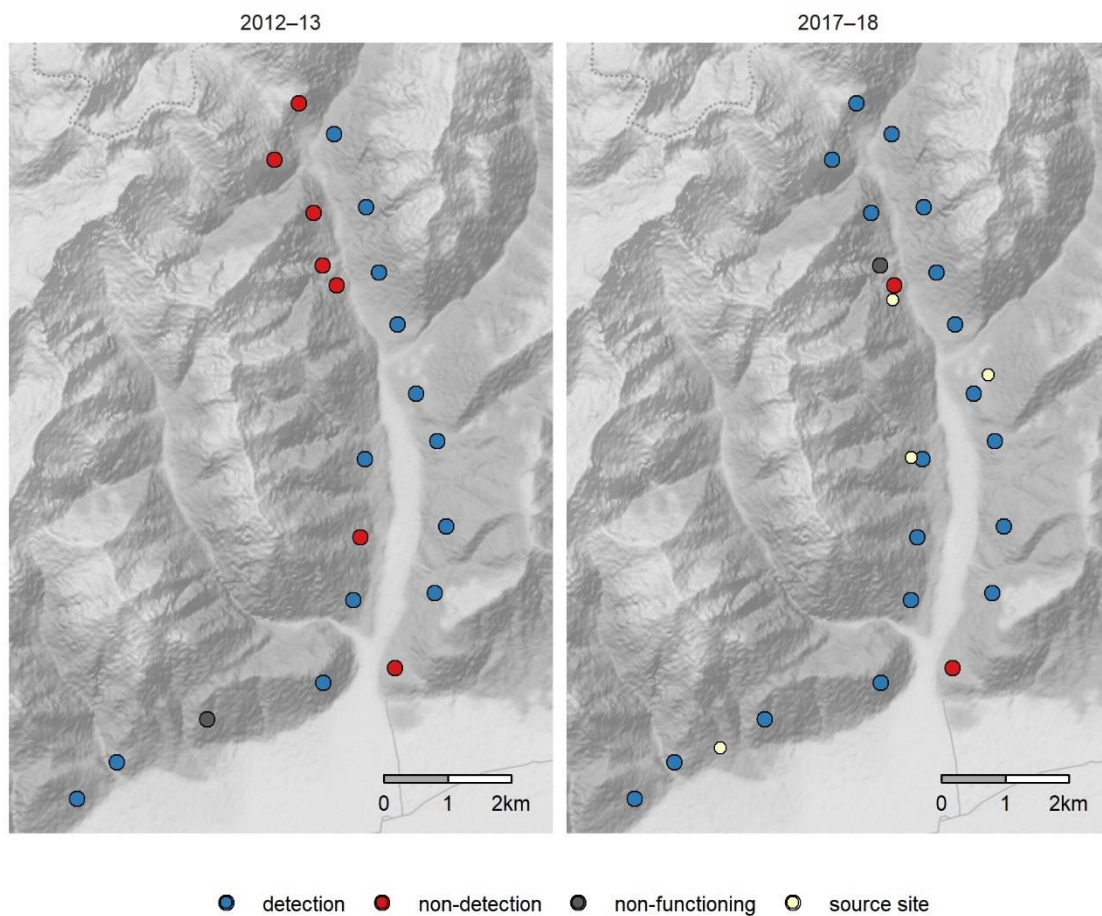 2012–13 2017–18
0 1 2km 0 1 2km
detection non-detection non-functioning source site